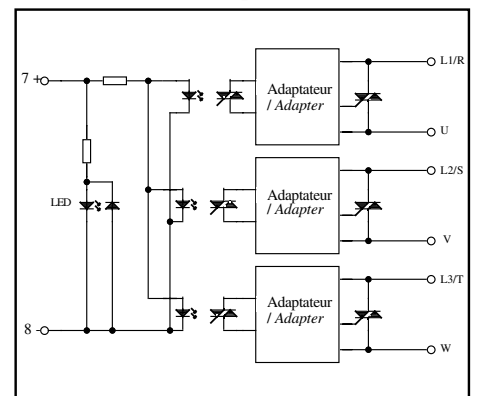 L1/R
7 +
Adaptateur
/ Adapter
U
L2/S
Adaptateur
/ Adapter
LED
V
L3/T
Adaptateur
/ Adapter
8 -
W